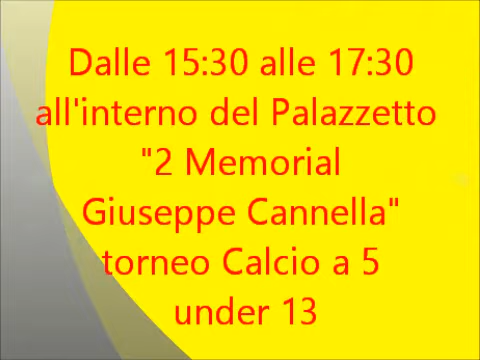 Dalle 15:30 alle 17:30
all'interno del Palazzetto
"2 Memorial
Giuseppe Cannella"
torneo Calcio a 5
under 13